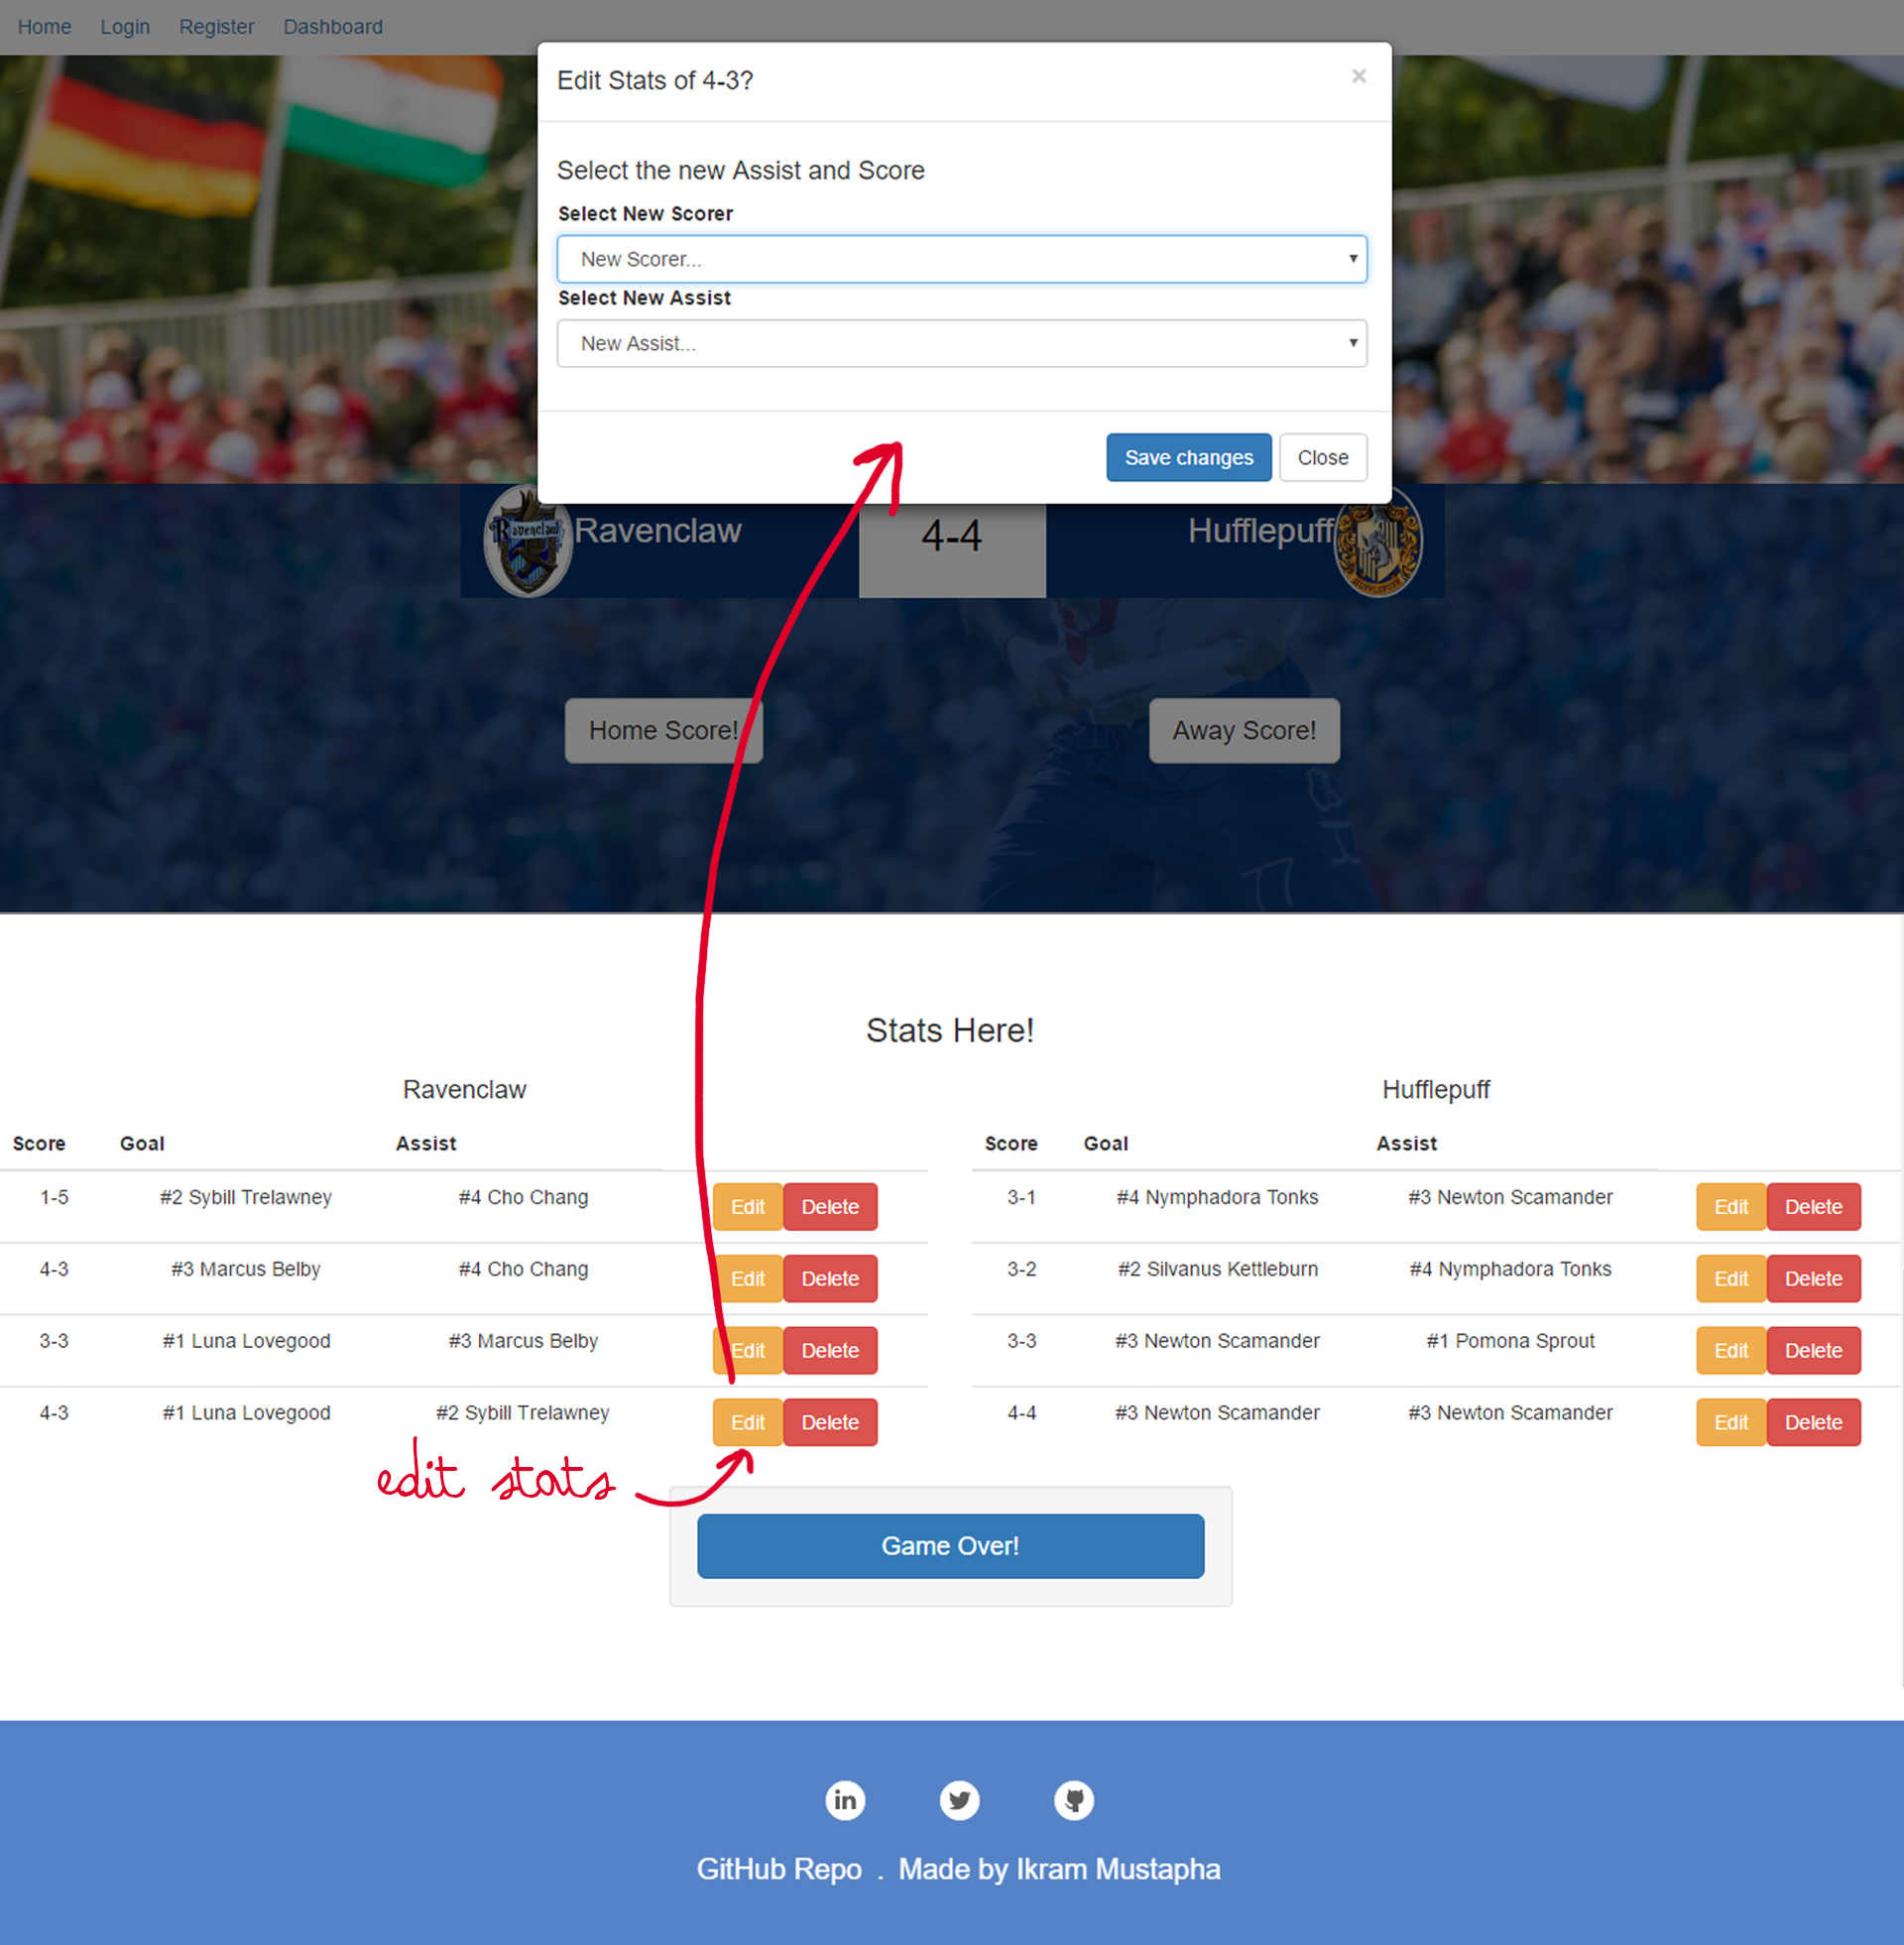 Home Login Register Dashboard
Edit Stats of 4-3? ×
Select the new Assist and Score
Select New Scorer
New Scorer...
Select New Assist
New Assist...
Save changes Close
Ravenclaw Ravenclaw 4-4 Hufflepuff HUFFLEPUFF
Home Score! Away Score!
Stats Here!
Ravenclaw Hufflepuff
Score Goal Assist Score Goal Assist
1-5 #2 Sybill Trelawney #4 Cho Chang Edit Delete 3-1 #4 Nymphadora Tonks #3 Newton Scamander Edit Delete
4-3 #3 Marcus Belby #4 Cho Chang Edit Delete 3-2 #2 Silvanus Kettleburn #4 Nymphadora Tonks Edit Delete
3-3 #1 Luna Lovegood #3 Marcus Belby Edit Delete 3-3 #3 Newton Scamander #1 Pomona Sprout Edit Delete
4-3 #1 Luna Lovegood #2 Sybill Trelawney Edit Delete 4-4 #3 Newton Scamander #3 Newton Scamander Edit Delete
edit stats
Game Over!
in
GitHub Repo . Made by Ikram Mustapha